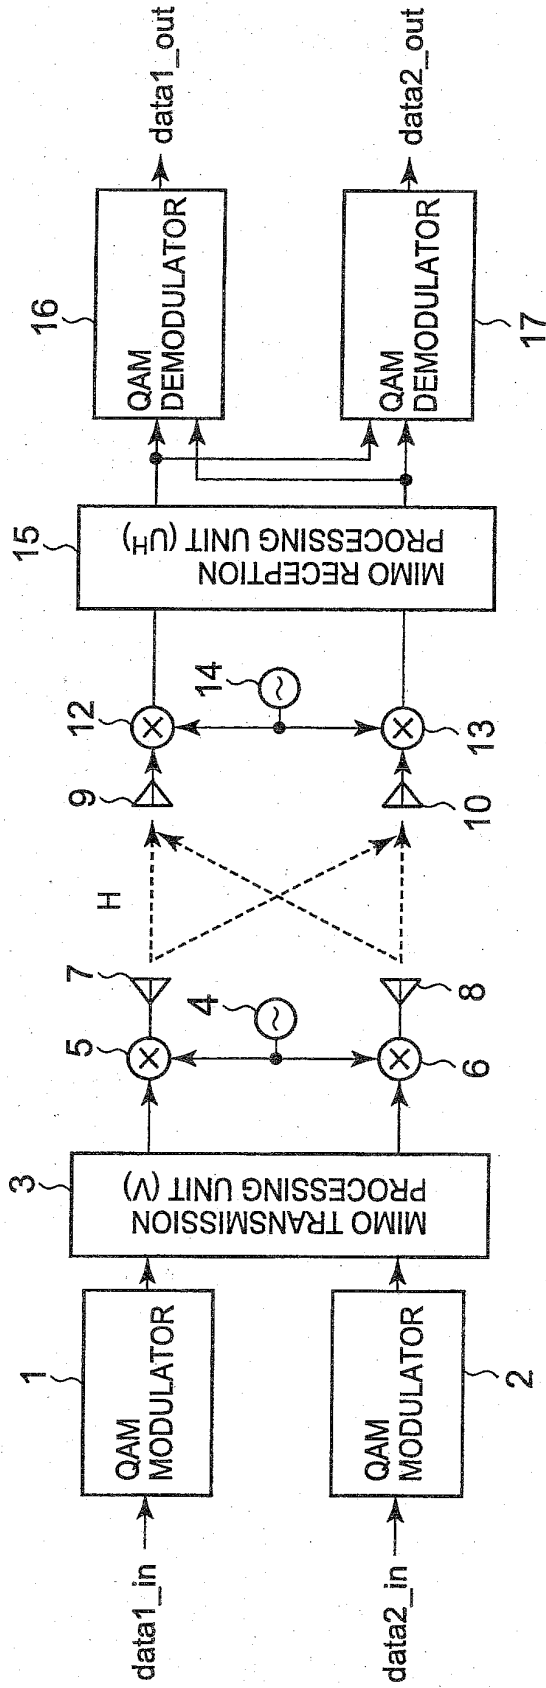 data1_in
data2_in
1
QAM
MODULATOR
2
QAM
MODULATOR
3
MIMO TRANSMISSION
PROCESSING UNIT (V)
4
5
6
7
8
H
9
10
12
13
14
15
MIMO RECEPTION
PROCESSING UNIT (UH)
16
QAM
DEMODULATOR
17
QAM
DEMODULATOR
data1_out
data2_out